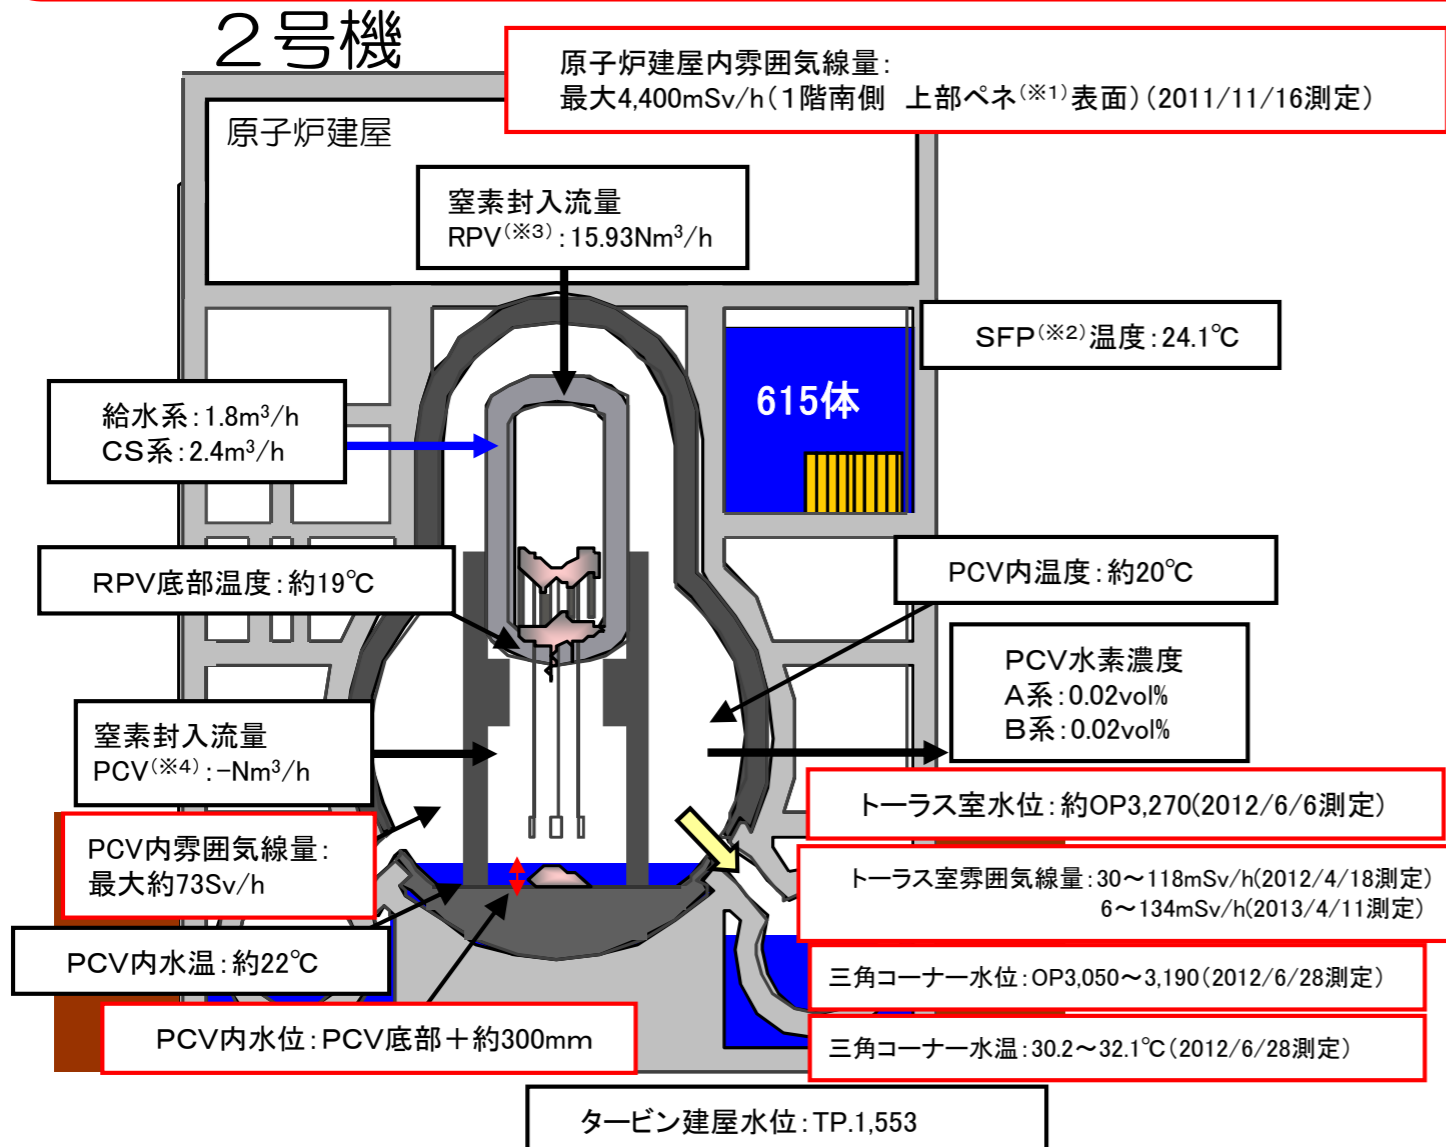 2号機
原子炉建屋内雰囲気線量:
最大4,400mSv/h(1階南側 上部ペネ(※1)表面)(2011/11/16測定)
原子炉建屋
窒素封入流量
RPV(※3):15.93Nm³/h
SFP(※2)温度:24.1℃
615体
給水系:1.8m³/h
CS系:2.4m³/h
RPV底部温度:約19℃
PCV内温度:約20℃
PCV水素濃度
A系:0.02vol%
B系:0.02vol%
窒素封入流量
PCV(※4):-Nm³/h
トーラス室水位:約OP3,270(2012/6/6測定)
PCV内雰囲気線量:
最大約73Sv/h
トーラス室雰囲気線量:30~118mSv/h(2012/4/18測定)
6~134mSv/h(2013/4/11測定)
PCV内水温:約22℃
三角コーナー水位:OP3,050~3,190(2012/6/28測定)
PCV内水位:PCV底部+約300mm
三角コーナー水温:30.2~32.1℃(2012/6/28測定)
タービン建屋水位:TP.1,553